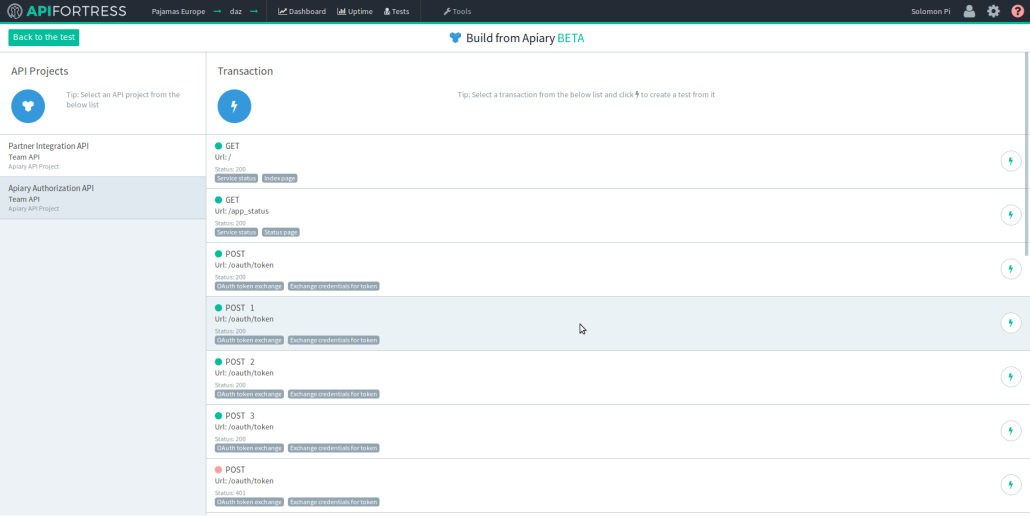 APIFORTRESS Pajamas Europe → daz → Dashboard Uptime Tests Tools Solomon Pi ?
Back to the test
Build from Apiary BETA
API Projects
Tip: Select an API project from the
below list
Partner Integration API
Team API
Apiary API Project
Apiary Authorization API
Team API
Apiary API Project
Transaction
Tip: Select a transaction from the below list and click to create a test from it
GET
Url: /
Status: 200
Service status Index page
GET
Url: /app_status
Status: 200
Service status Status page
POST
Url: /oauth/token
Status: 200
OAuth token exchange Exchange credentials for token
POST 1
Url: /oauth/token
Status: 200
OAuth token exchange Exchange credentials for token
POST 2
Url: /oauth/token
Status: 200
OAuth token exchange Exchange credentials for token
POST 3
Url: /oauth/token
Status: 200
OAuth token exchange Exchange credentials for token
POST
Url: /oauth/token
Status: 401
OAuth token exchange Exchange credentials for token